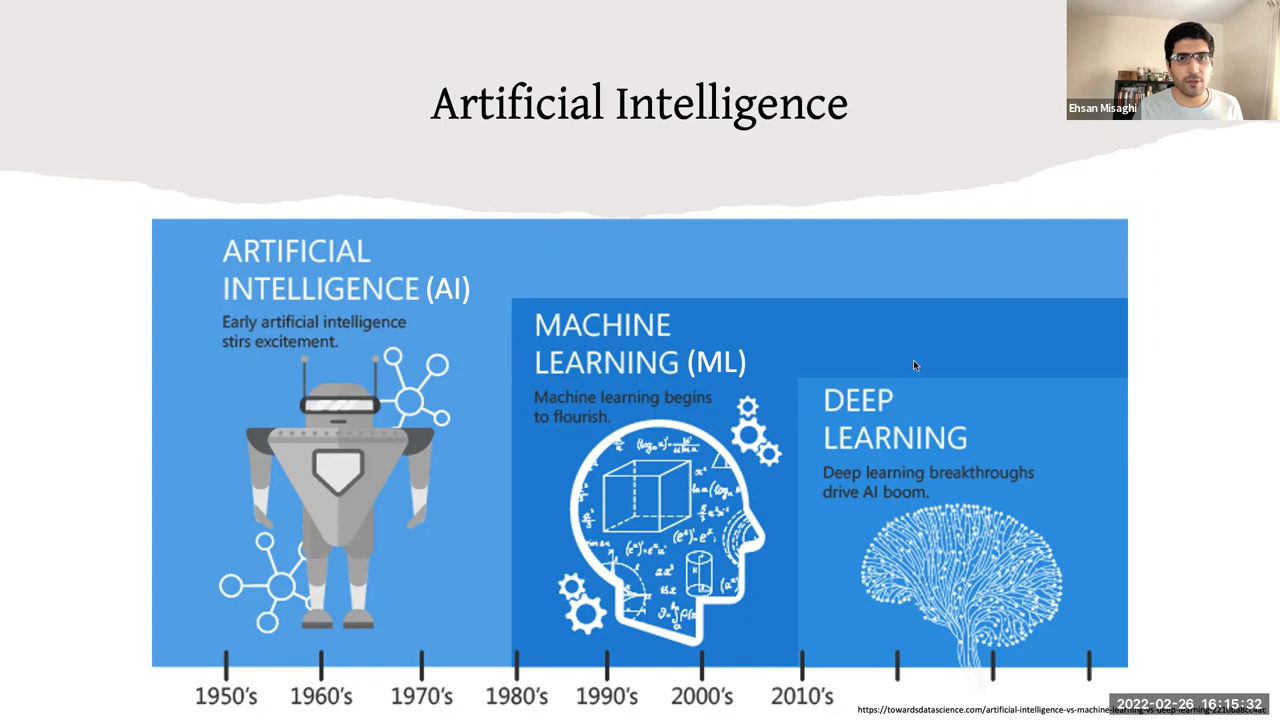 Artificial Intelligence
Ehsan Misaghi
ARTIFICIAL
INTELLIGENCE (AI)
Early artificial intelligence
stirs excitement.
MACHINE
LEARNING (ML)
Machine learning begins
to flourish.
DEEP
LEARNING
Deep learning breakthroughs
drive AI boom.
1950's 1960's 1970's 1980's 1990's 2000's 2010's
2022-02-26 16:15:32